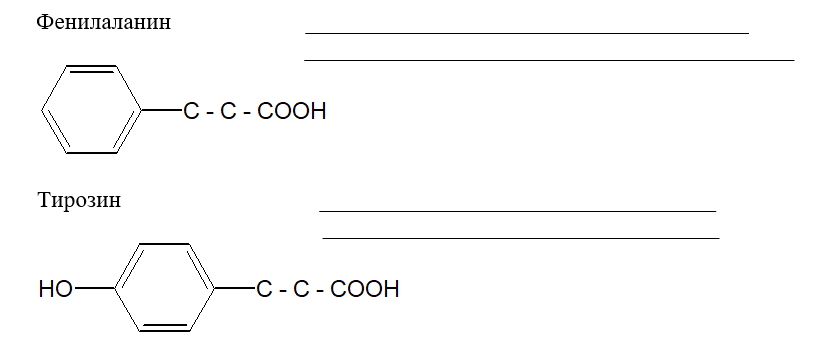 Фенилаланин
C - C - COOH
Тирозин
HO C - C - COOH